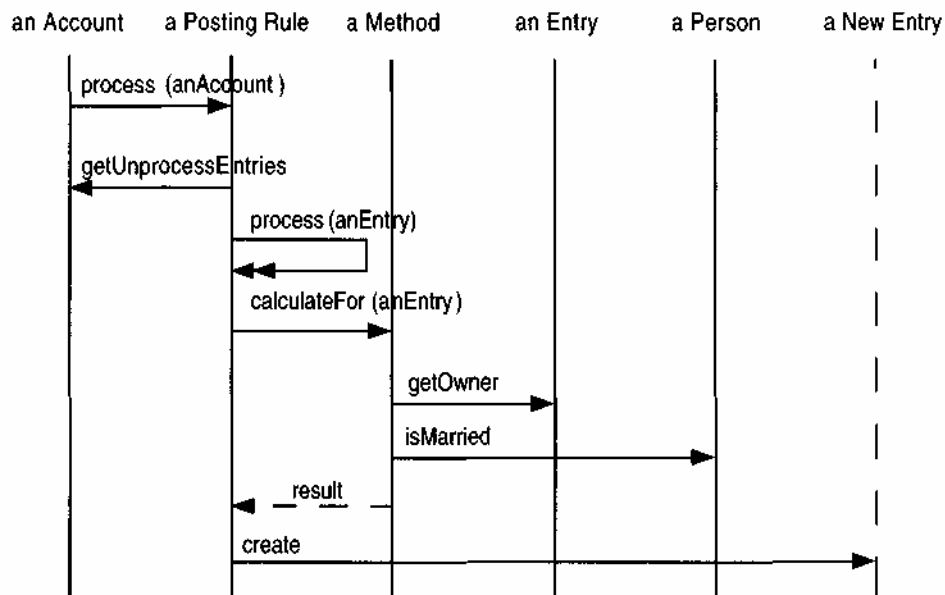 an Account a Posting Rule a Method an Entry a Person a New Entry
process (anAccount)
getUnprocessEntries
process (anEntry)
calculateFor (anEntry)
getOwner
isMarried
result
create